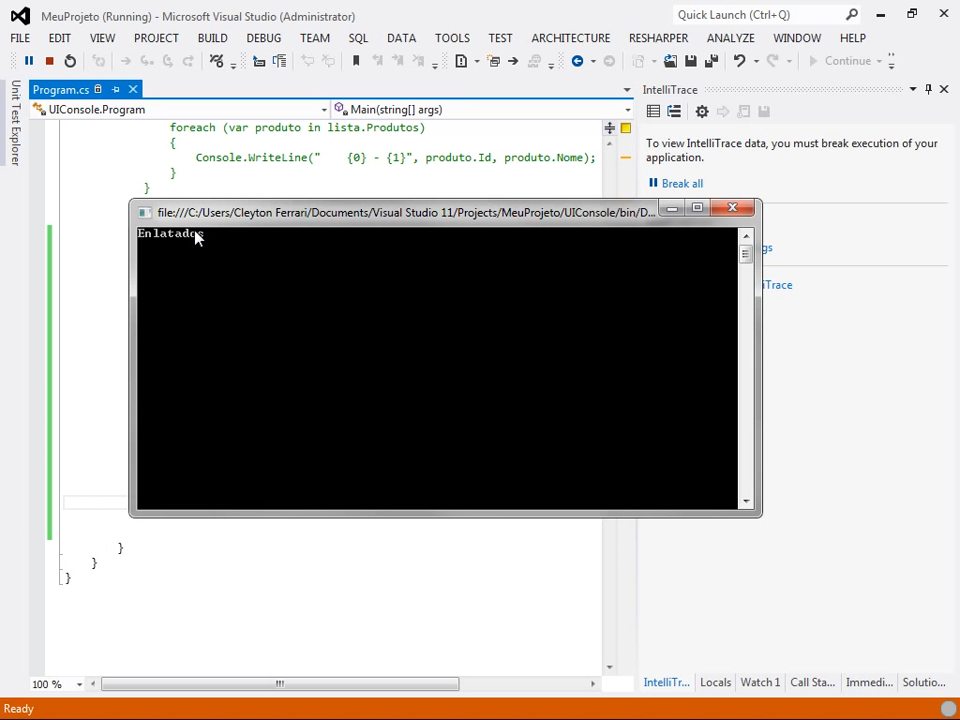 MeuProjeto (Running) - Microsoft Visual Studio (Administrator)
Quick Launch (Ctrl+Q)
FILE EDIT VIEW PROJECT BUILD DEBUG TEAM SQL DATA TOOLS TEST ARCHITECTURE RESHARPER ANALYZE WINDOW HELP
Continue
Unit Test Explorer
Program.cs
UIConsole.Program
Main(string[] args)
foreach (var produto in lista.Produtos)
{
Console.WriteLine("    {0} - {1}", produto.Id, produto.Nome);
}
}
file:///C:/Users/Cleyton Ferrari/Documents/Visual Studio 11/Projects/MeuProjeto/UIConsole/bin/D...
Enlatados
}
}
}
100 %
IntelliTrace
To view IntelliTrace data, you must break execution of your
application.
Break all
IntelliTr... Locals Watch 1 Call Sta... Immedi... Solutio...
Ready